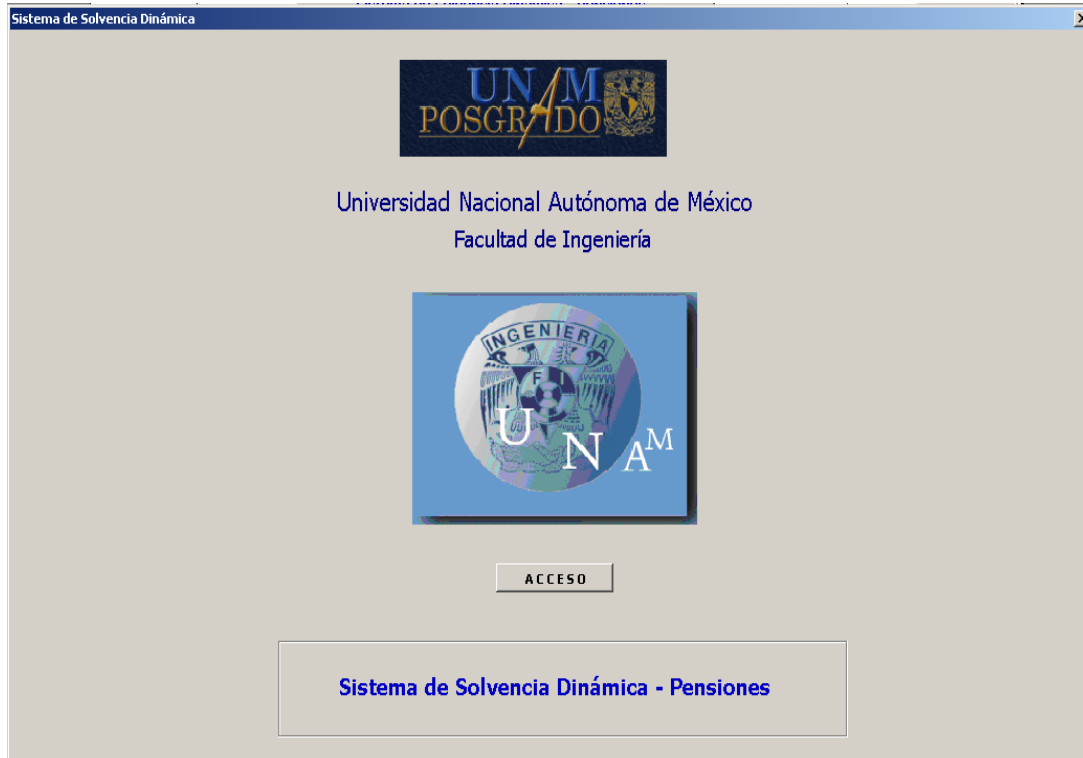 Sistema de Solvencia Dinámica
UNAM
POSGRADO
Universidad Nacional Autónoma de México
Facultad de Ingeniería
INGENIERIA
F I
U N A M
ACCESO
Sistema de Solvencia Dinámica - Pensiones